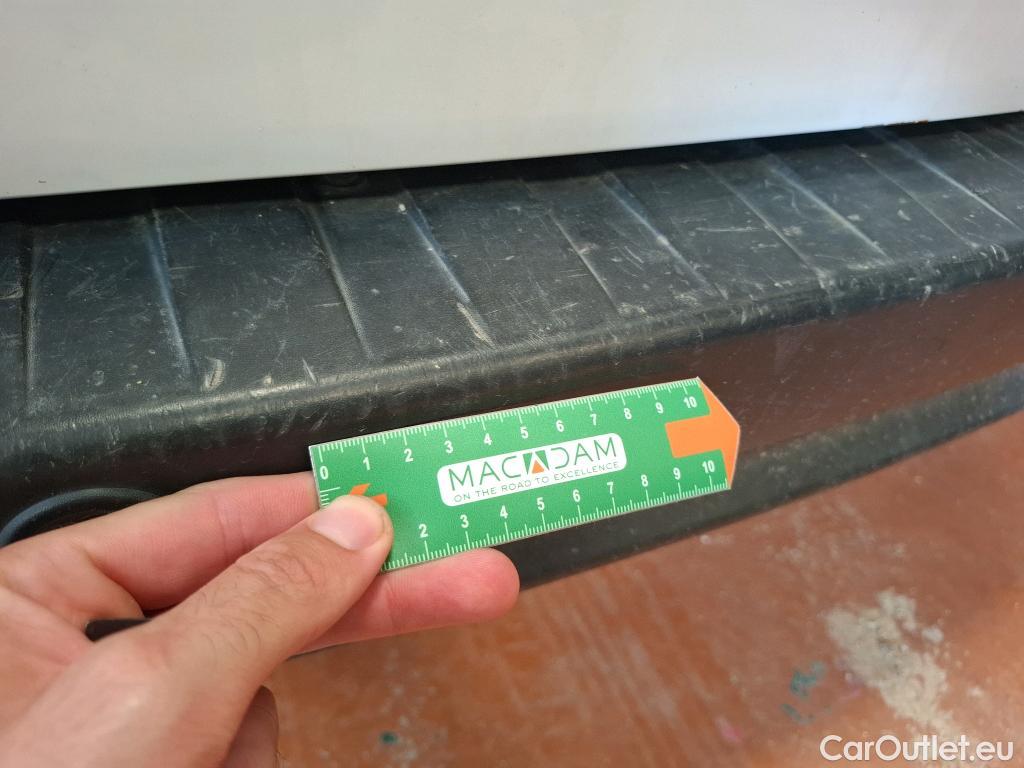 0 1 2 3 4 5 6 7 8 9 10
MACADAM
ON THE ROAD TO EXCELLENCE
2 3 4 5 6 7 8 9 10
CarOutlet.eu